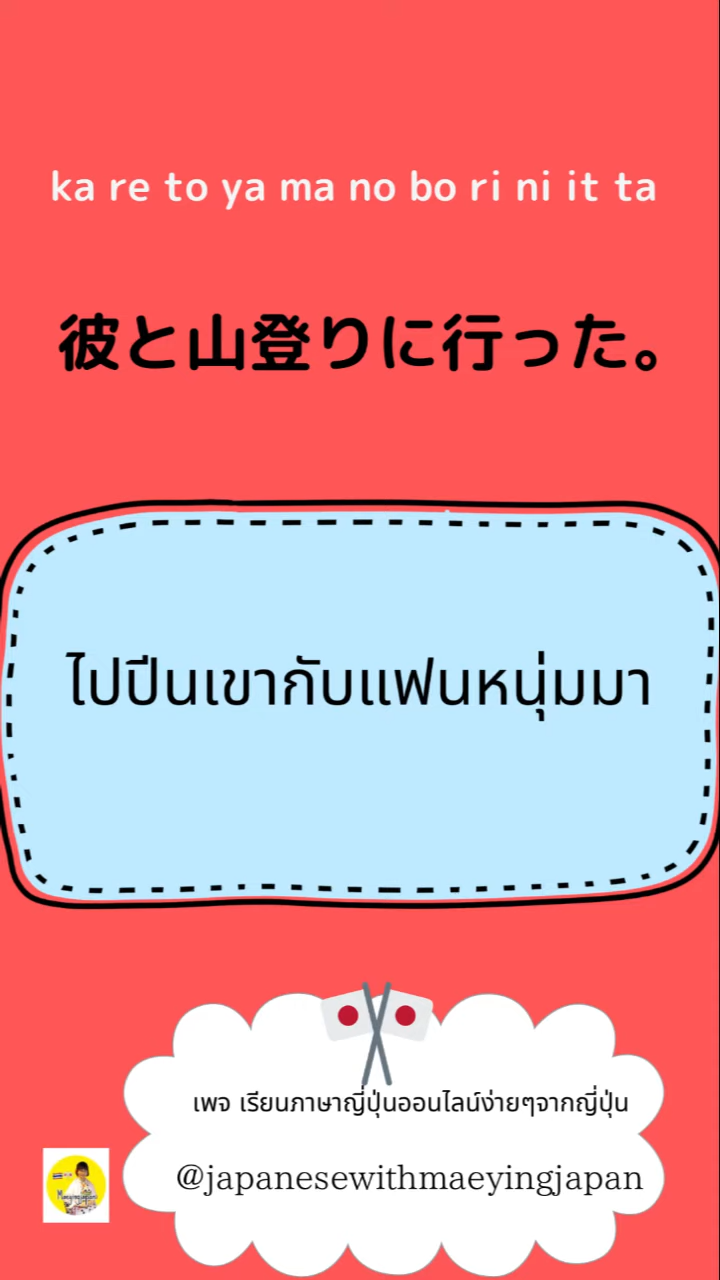 ka re to ya ma no bo ri ni it ta
彼と山登りに行った。
ไปปีนเขากับแฟนหนุ่มมา
เพจ เรียนภาษาญี่ปุ่นออนไลน์ง่ายๆจากญี่ปุ่น
@japanesewithmaeyingjapan